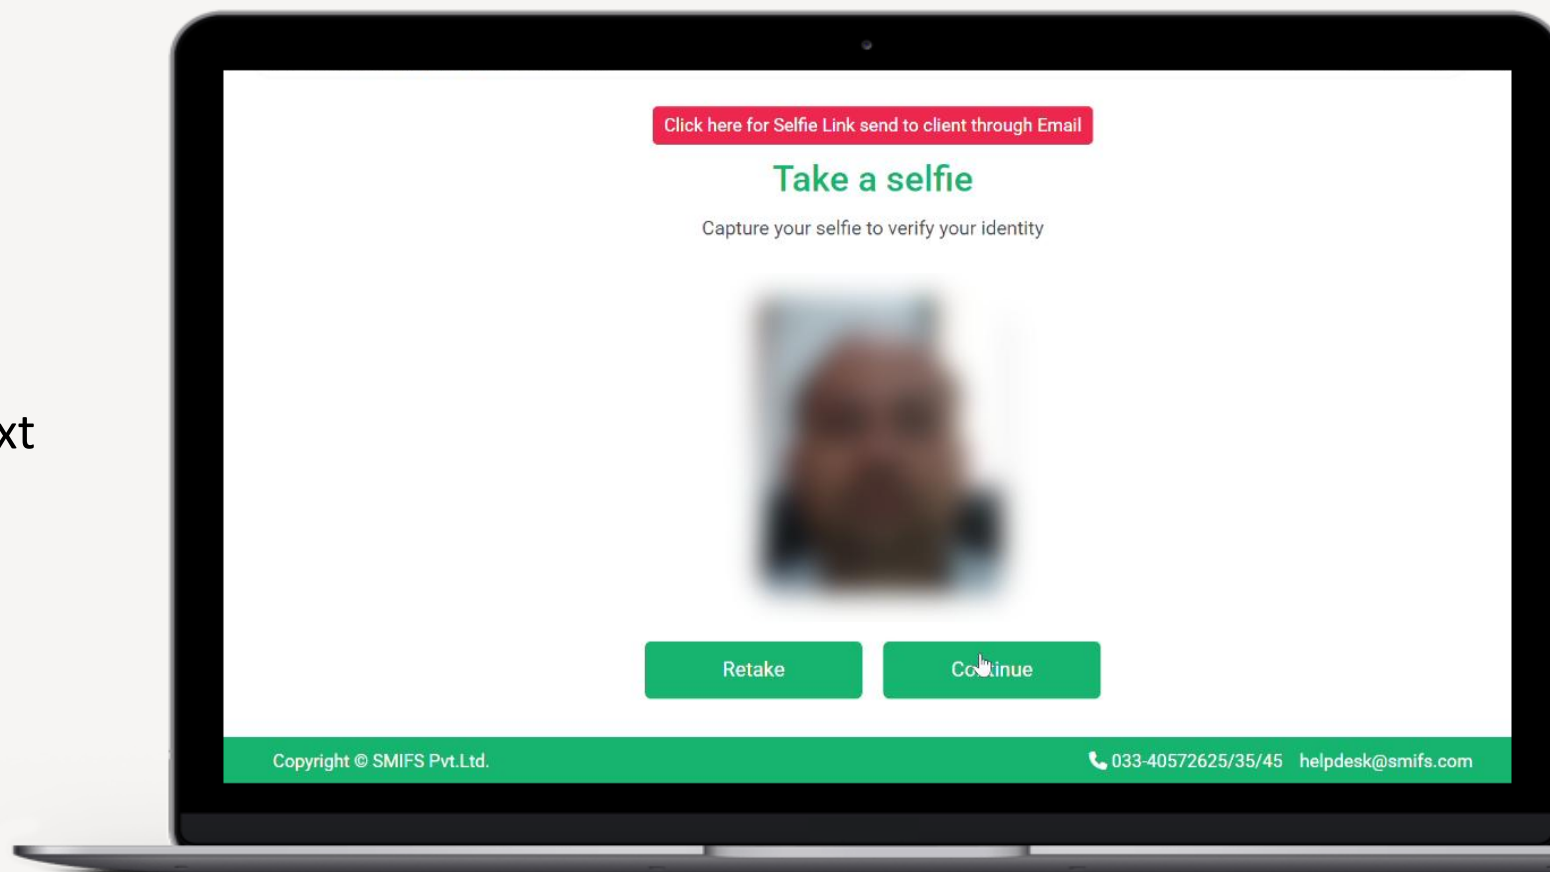 Click here for Selfie Link send to client through Email
Take a selfie
Capture your selfie to verify your identity
xt
Retake
Continue
Copyright © SMIFS Pvt.Ltd.
033-40572625/35/45 helpdesk@smifs.com